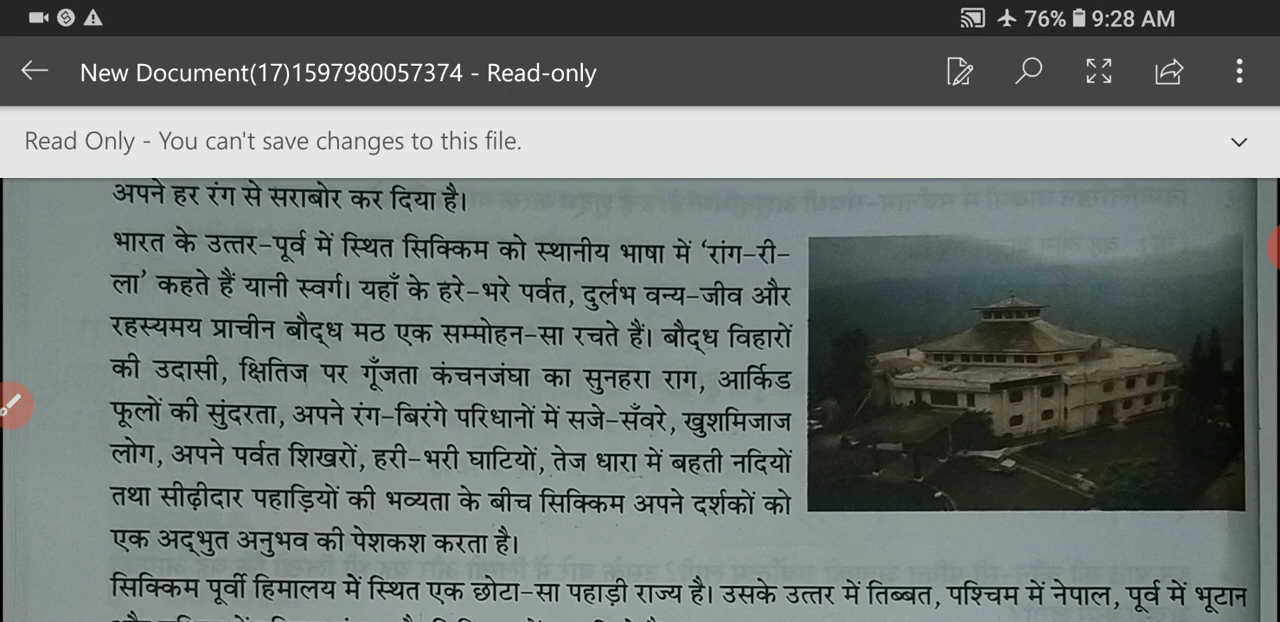 76% 9:28 AM
New Document(17)1597980057374 - Read-only
Read Only - You can't save changes to this file.
अपने हर रंग से सराबोर कर दिया है।
भारत के उत्तर-पूर्व में स्थित सिक्किम को स्थानीय भाषा में ‘रांग-री-
ला’ कहते हैं यानी स्वर्ग। यहाँ के हरे-भरे पर्वत, दुर्लभ वन्य-जीव और
रहस्यमय प्राचीन बौद्ध मठ एक सम्मोहन-सा रचते हैं। बौद्ध विहारों
की उदासी, क्षितिज पर गूँजता कंचनजंघा का सुनहरा राग, आर्किड
फूलों की सुंदरता, अपने रंग-बिरंगे परिधानों में सजे-सँवरे, खुशमिजाज
लोग, अपने पर्वत शिखरों, हरी-भरी घाटियों, तेज धारा में बहती नदियों
तथा सीढ़ीदार पहाड़ियों की भव्यता के बीच सिक्किम अपने दर्शकों को
एक अद्भुत अनुभव की पेशकश करता है।
सिक्किम पूर्वी हिमालय में स्थित एक छोटा-सा पहाड़ी राज्य है। उसके उत्तर में तिब्बत, पश्चिम में नेपाल, पूर्व में भूटान